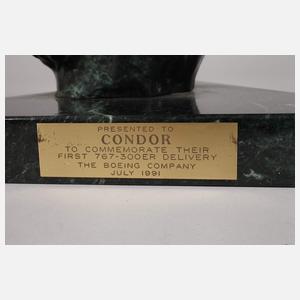 PRESENTED TO
CONDOR
TO COMMEMORATE THEIR
FIRST 767-300ER DELIVERY
THE BOEING COMPANY
JULY 1991